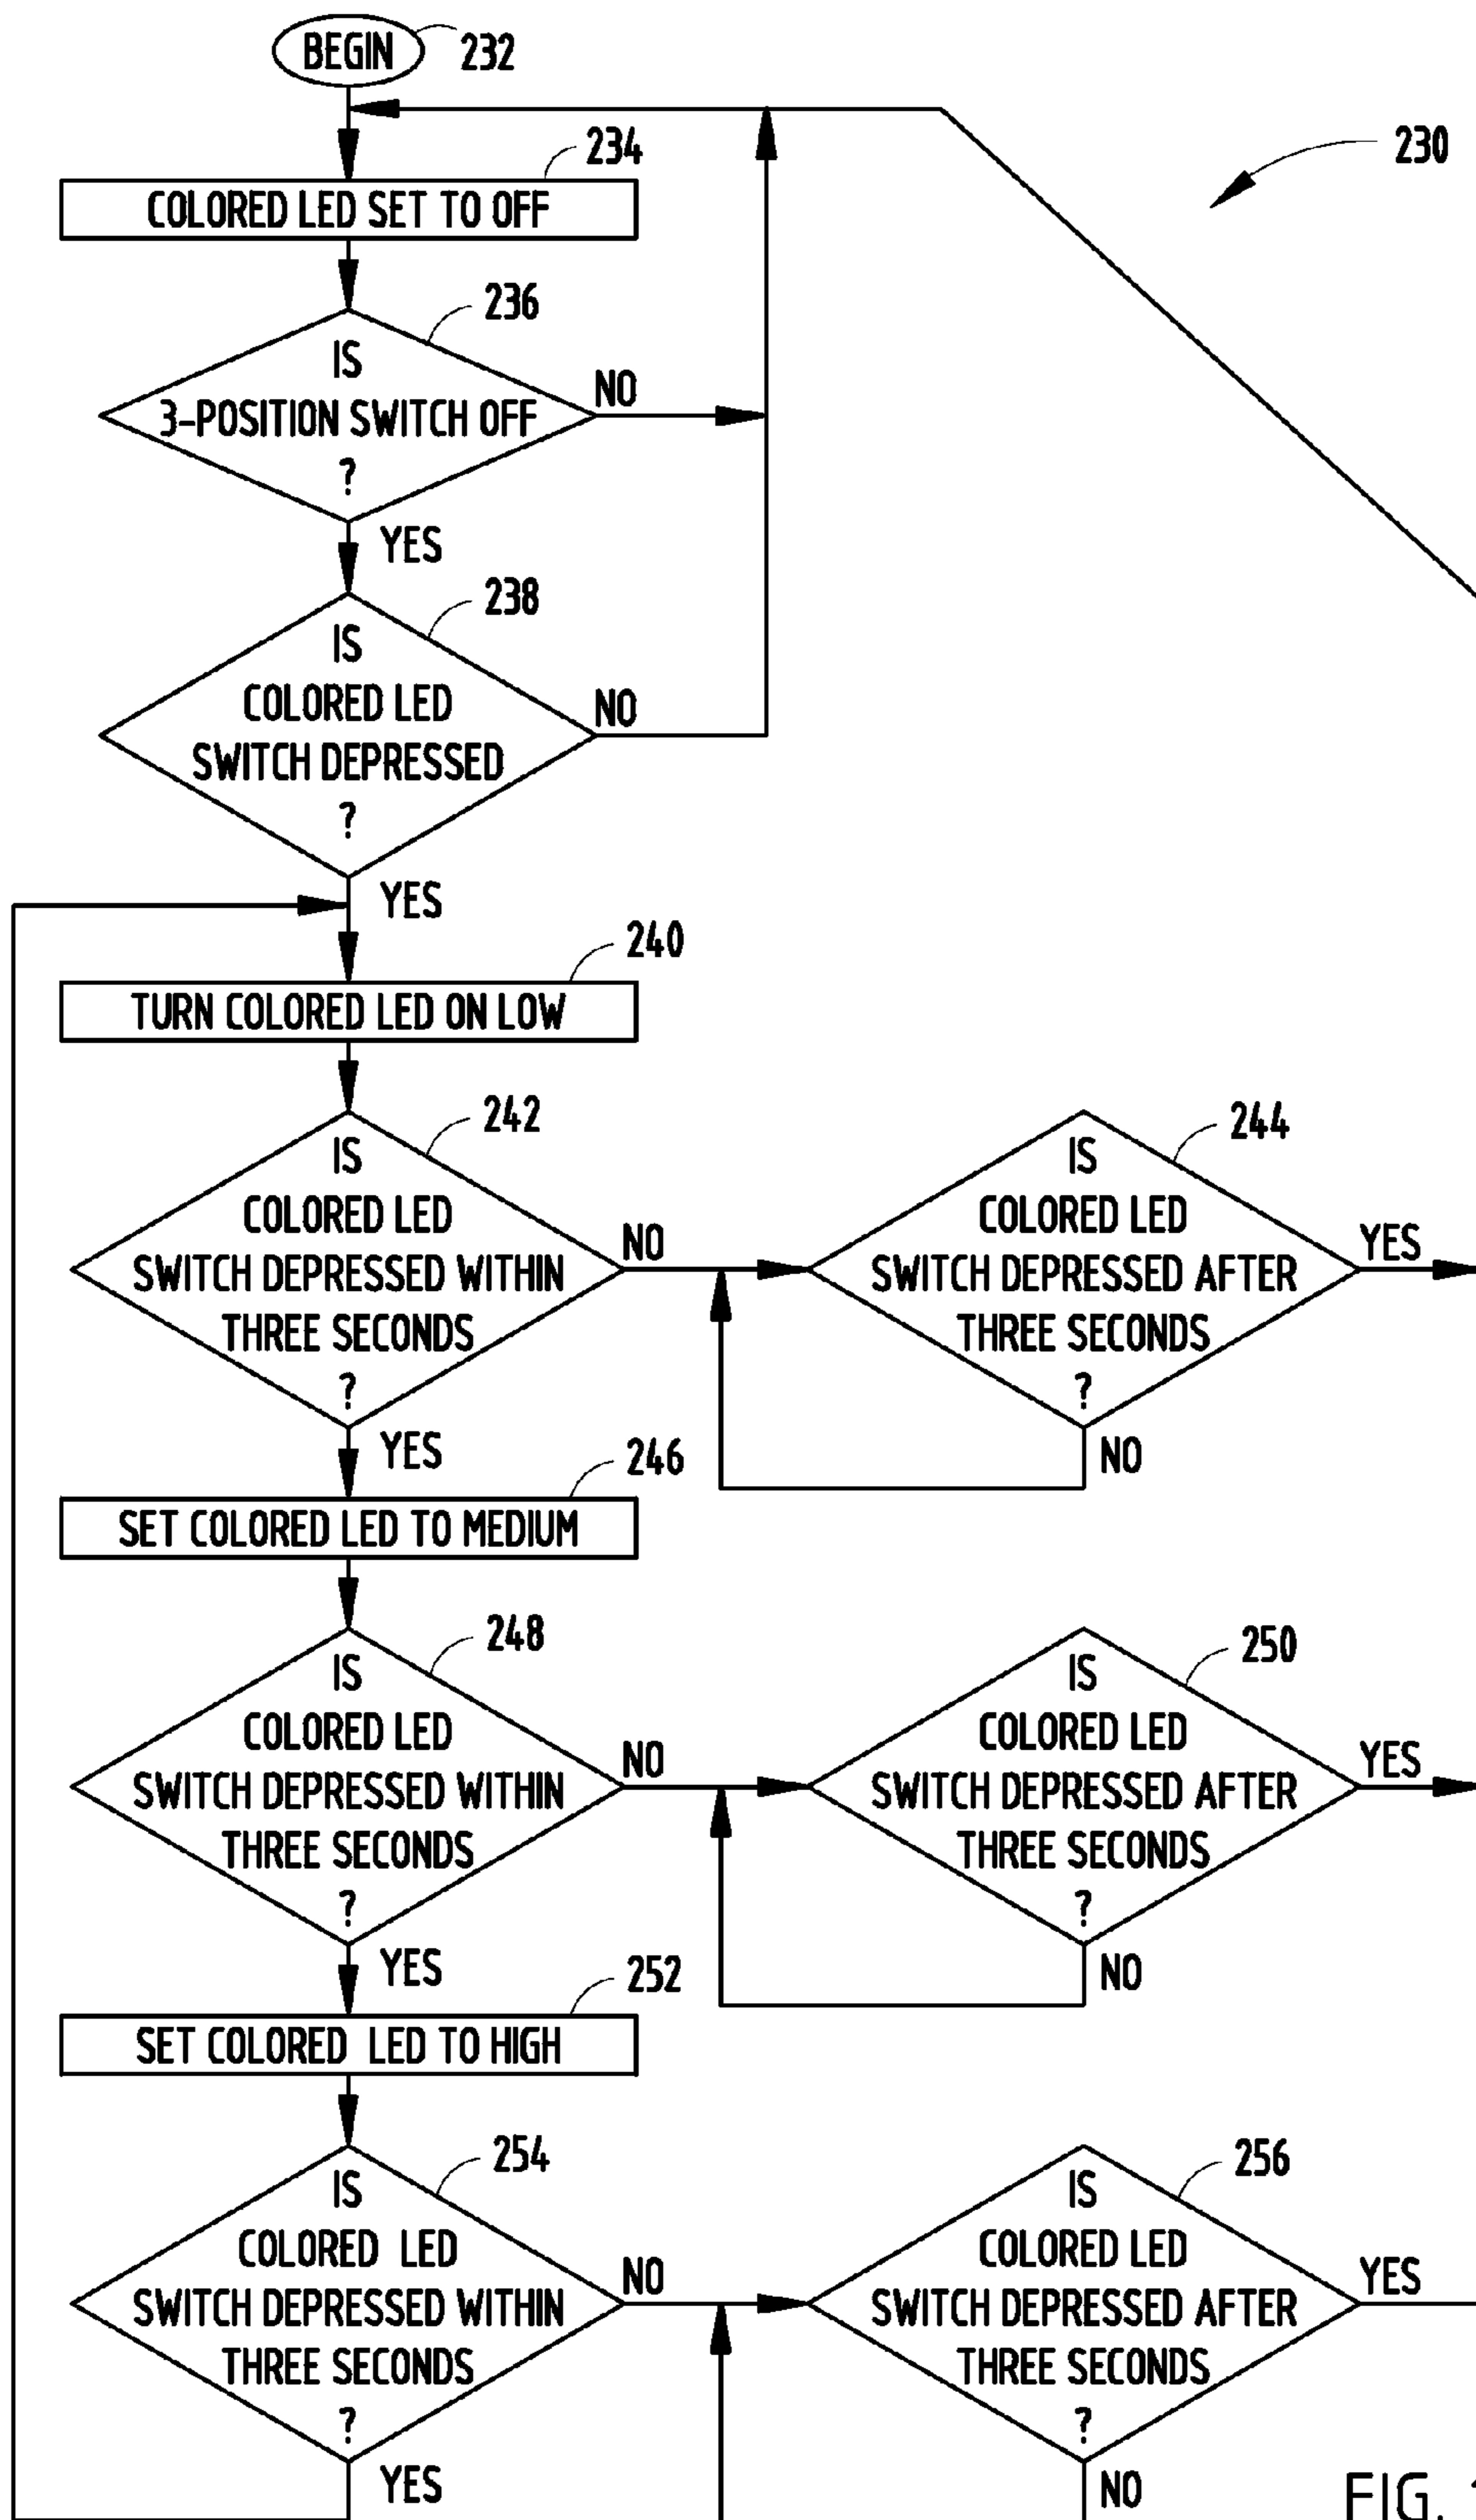 BEGIN
232
230
234
COLORED LED SET TO OFF
236
IS
3-POSITION SWITCH OFF
?
NO
YES
238
IS
COLORED LED
SWITCH DEPRESSED
?
NO
YES
240
TURN COLORED LED ON LOW
242
IS
COLORED LED
SWITCH DEPRESSED WITHIN
THREE SECONDS
?
NO
YES
244
IS
COLORED LED
SWITCH DEPRESSED AFTER
THREE SECONDS
?
YES
NO
246
SET COLORED LED TO MEDIUM
248
IS
COLORED LED
SWITCH DEPRESSED WITHIN
THREE SECONDS
?
NO
YES
250
IS
COLORED LED
SWITCH DEPRESSED AFTER
THREE SECONDS
?
YES
NO
252
SET COLORED LED TO HIGH
254
IS
COLORED LED
SWITCH DEPRESSED WITHIN
THREE SECONDS
?
NO
YES
256
IS
COLORED LED
SWITCH DEPRESSED AFTER
THREE SECONDS
?
YES
NO
FIG.